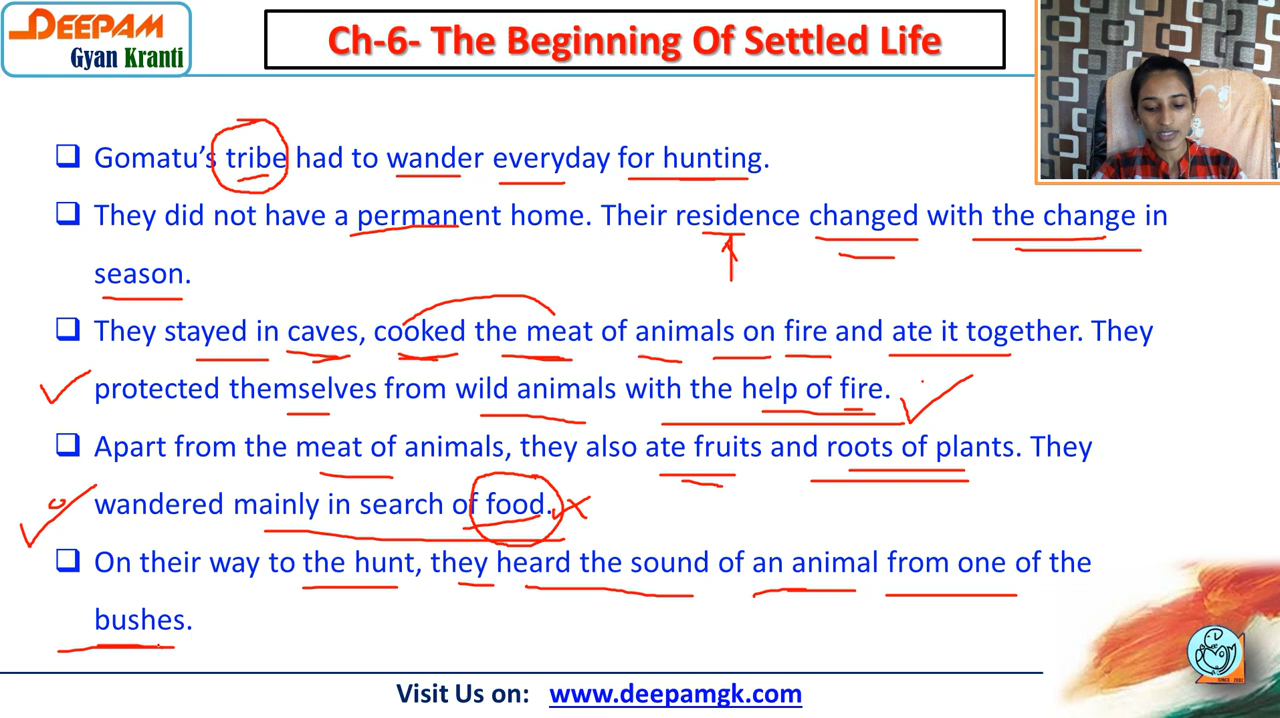 DEEPAM
Gyan Kranti
Ch-6- The Beginning Of Settled Life
Gomatu's tribe had to wander everyday for hunting.
They did not have a permanent home. Their residence changed with the change in
season.
They stayed in caves, cooked the meat of animals on fire and ate it together. They
protected themselves from wild animals with the help of fire.
Apart from the meat of animals, they also ate fruits and roots of plants. They
wandered mainly in search of food.
On their way to the hunt, they heard the sound of an animal from one of the
bushes.
Visit Us on: www.deepamgk.com